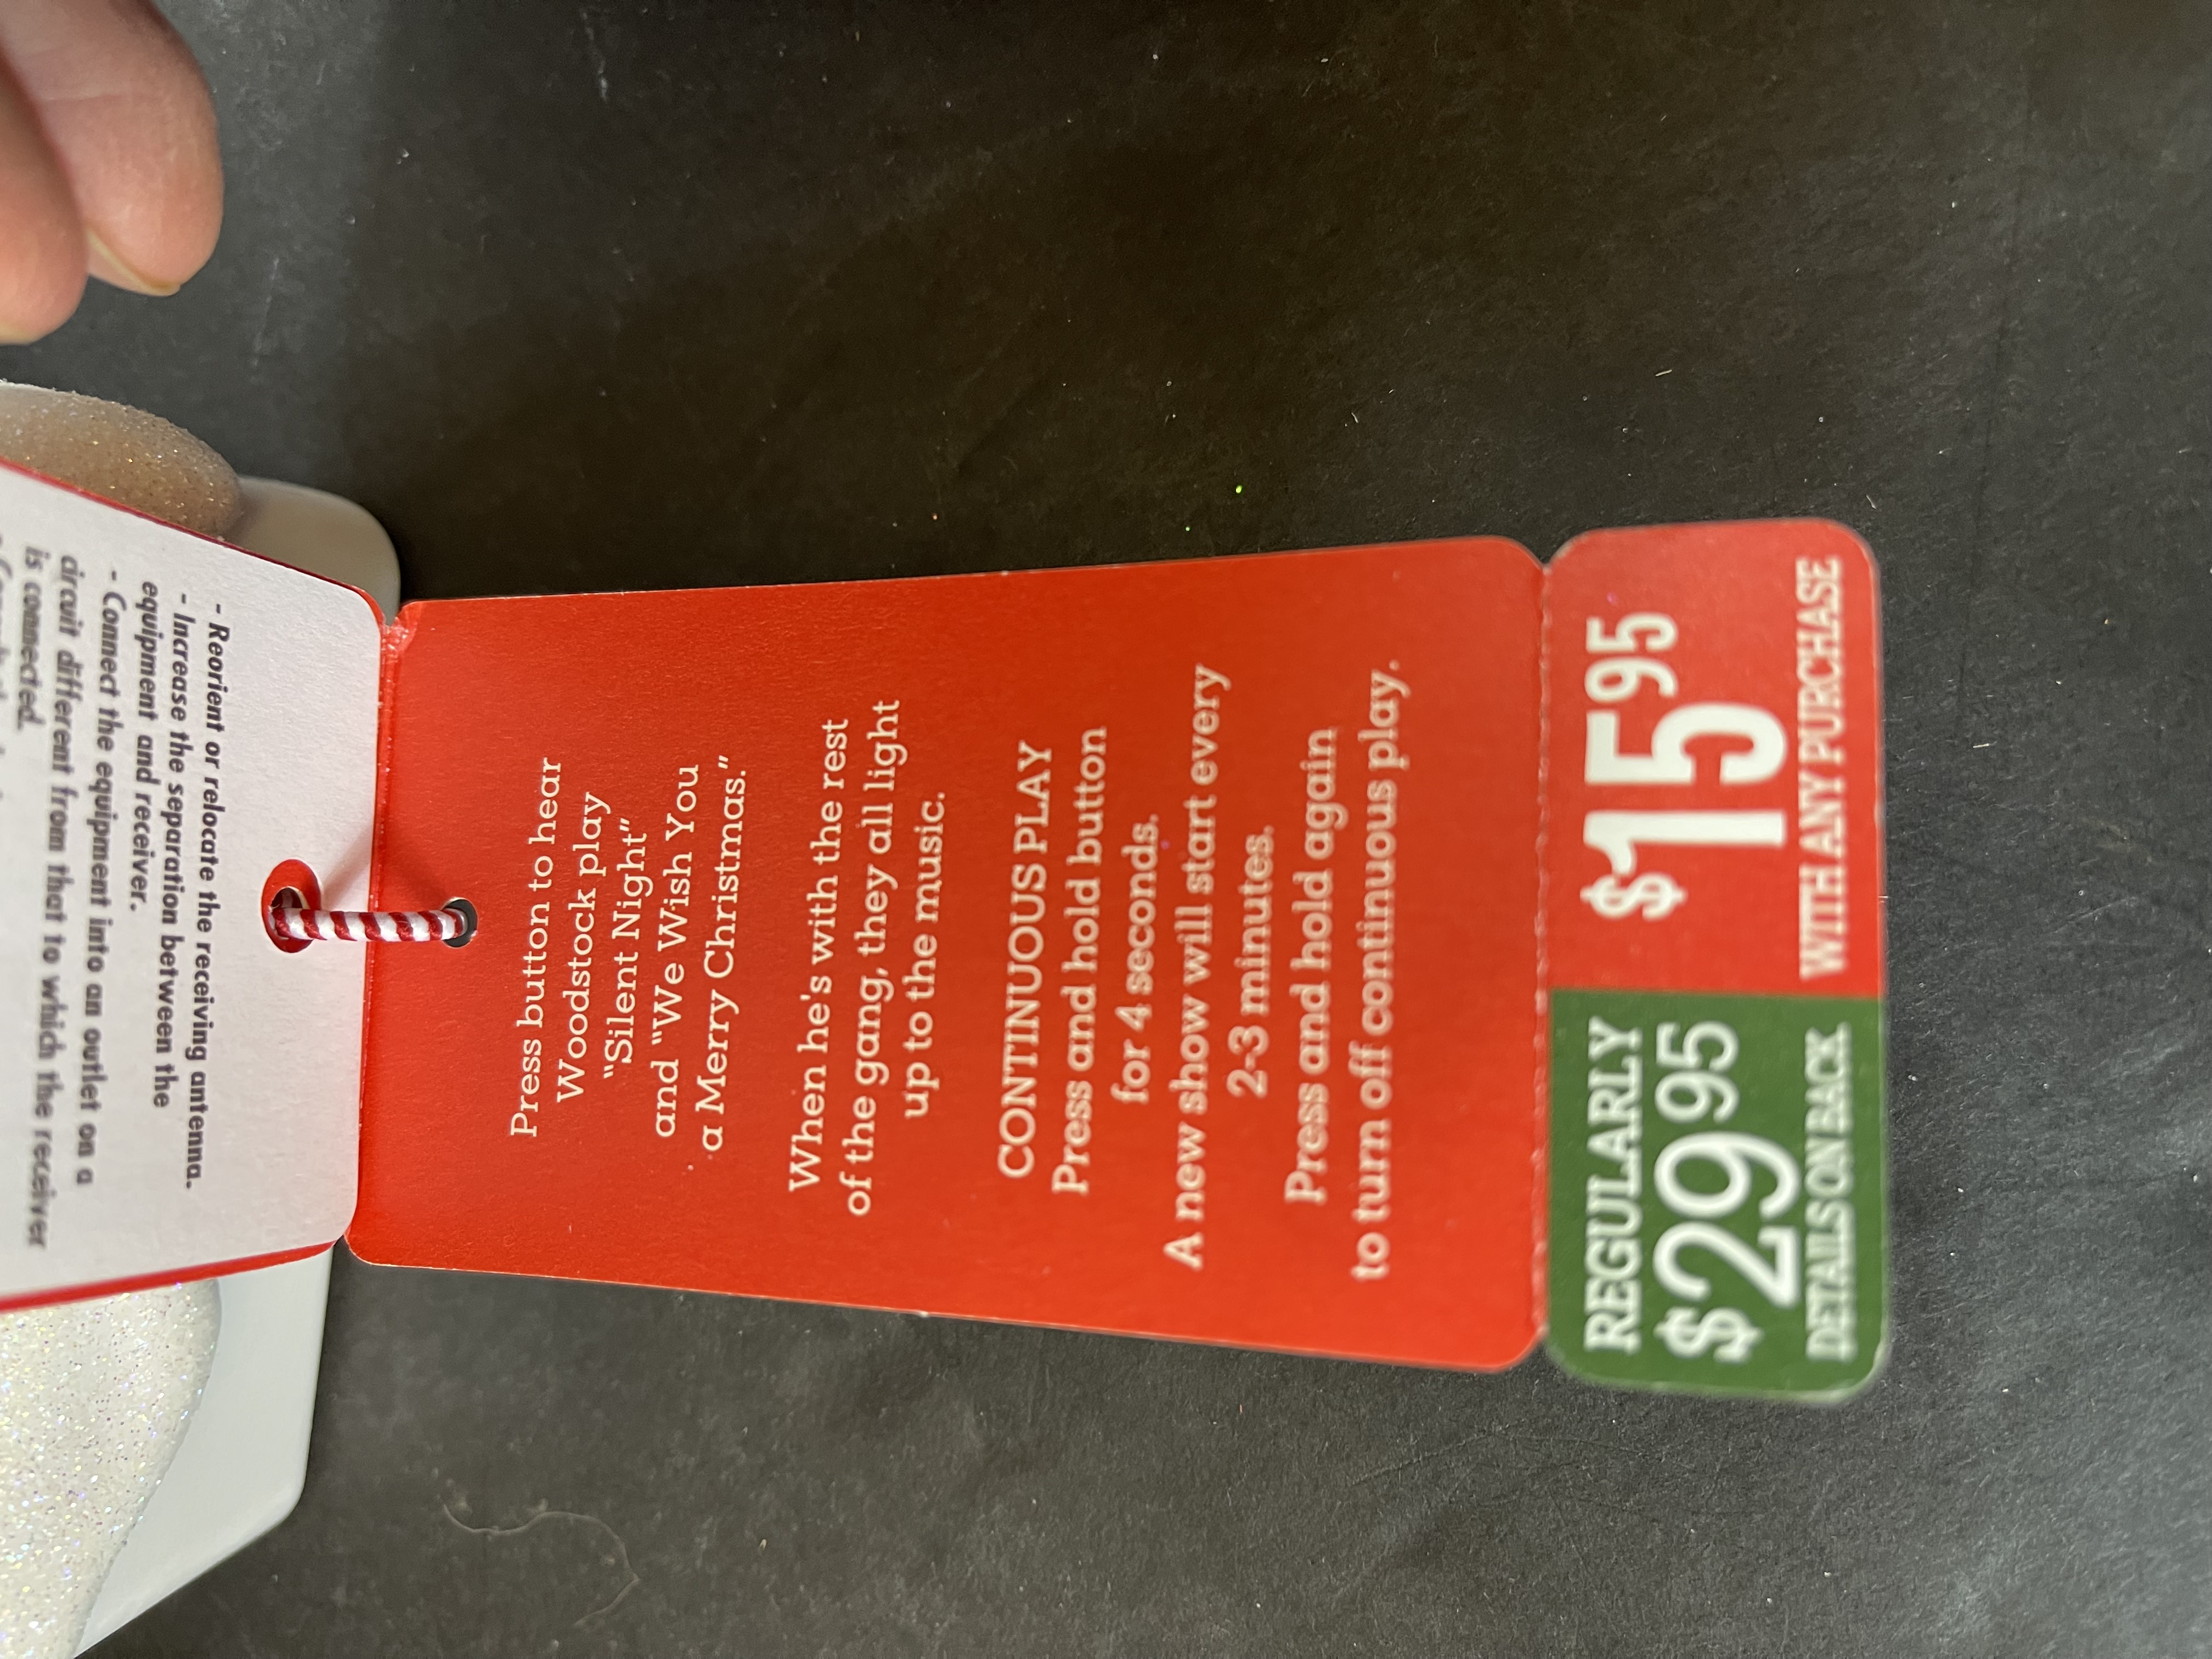 - Reorient or relocate the receiving antenna.
- Increase the separation between the
equipment and receiver.
- Connect the equipment into an outlet on a
circuit different from that to which the receiver
is connected.
Press button to hear
Woodstock play
"Silent Night"
and "We Wish You
a Merry Christmas."
When he's with the rest
of the gang, they all light
up to the music.
CONTINUOUS PLAY
Press and hold button
for 4 seconds.
A new show will start every
2-3 minutes.
Press and hold again
to turn off continuous play.
REGULARLY
$29 95
DETAILS ON BACK
$15 95
WITH ANY PURCHASE